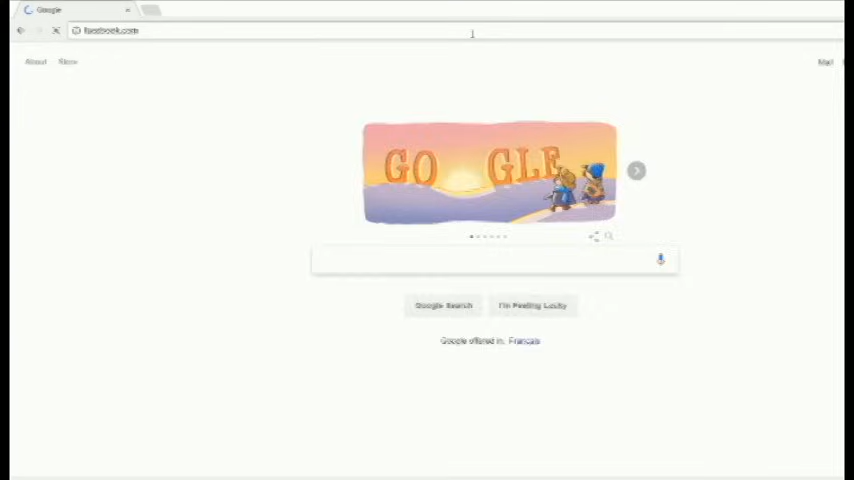 Google
facebook.com
About Store
Mail
GO GLE
Google Search I'm Feeling Lucky
Google offered in: Français